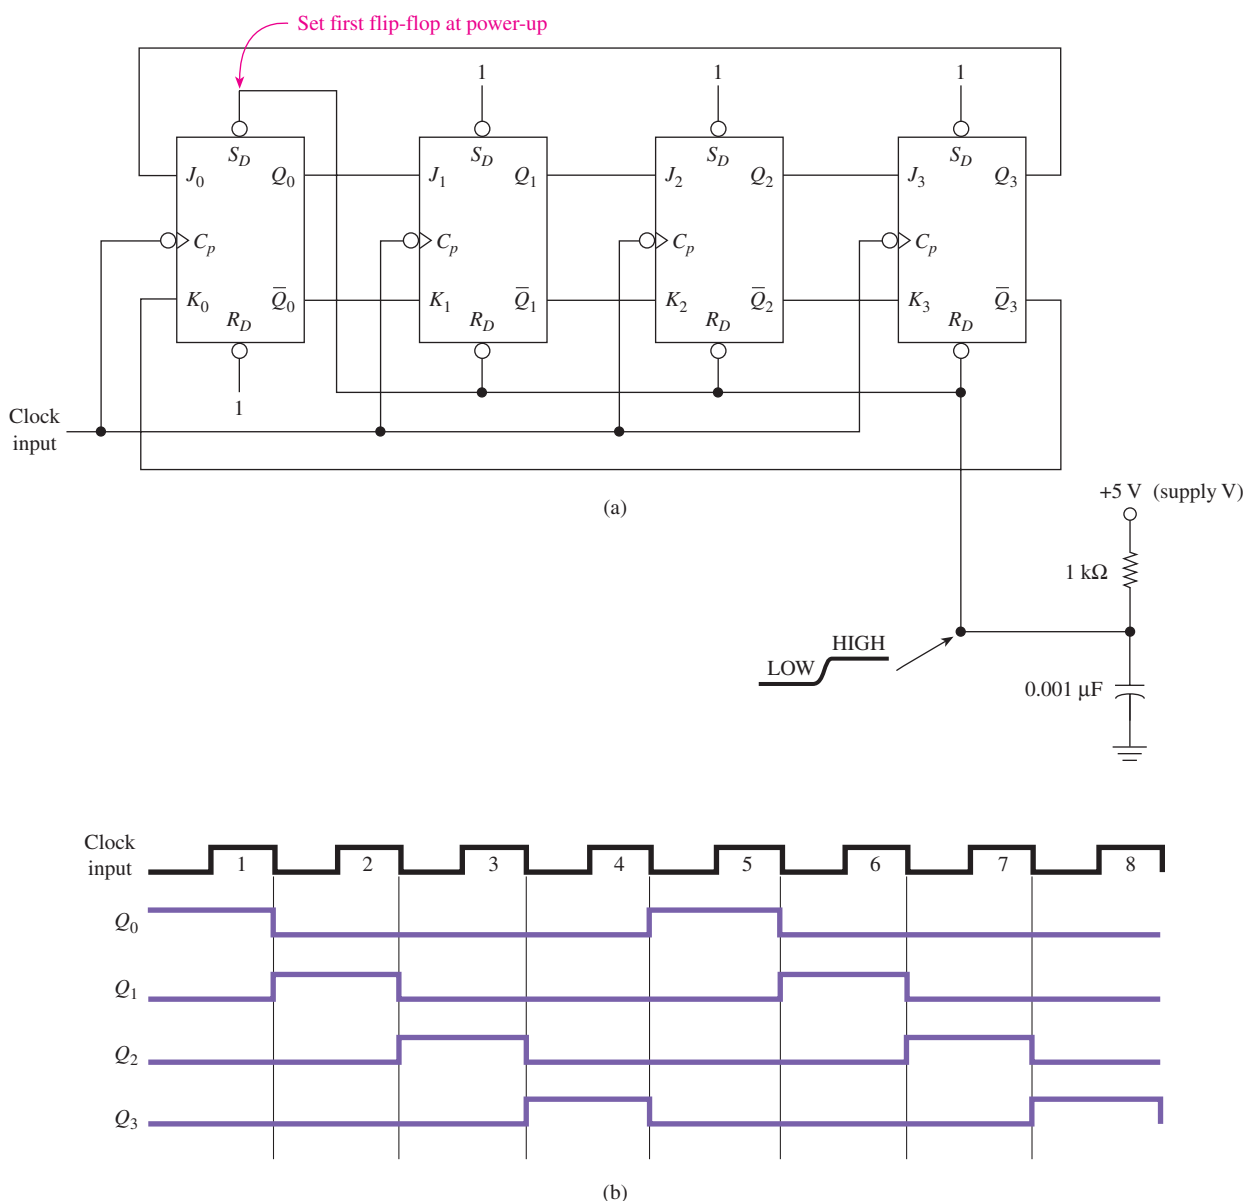 Set first flip-flop at power-up
1 1 1
S_D S_D S_D S_D
J_0 Q_0 J_1 Q_1 J_2 Q_2 J_3 Q_3
C_p C_p C_p C_p
K_0 Q̅_0 K_1 Q̅_1 K_2 Q̅_2 K_3 Q̅_3
R_D R_D R_D R_D
1
Clock
input
(a)
+5 V (supply V)
1 kΩ
HIGH
LOW
0.001 μF
Clock
input
1 2 3 4 5 6 7 8
Q_0
Q_1
Q_2
Q_3
(b)